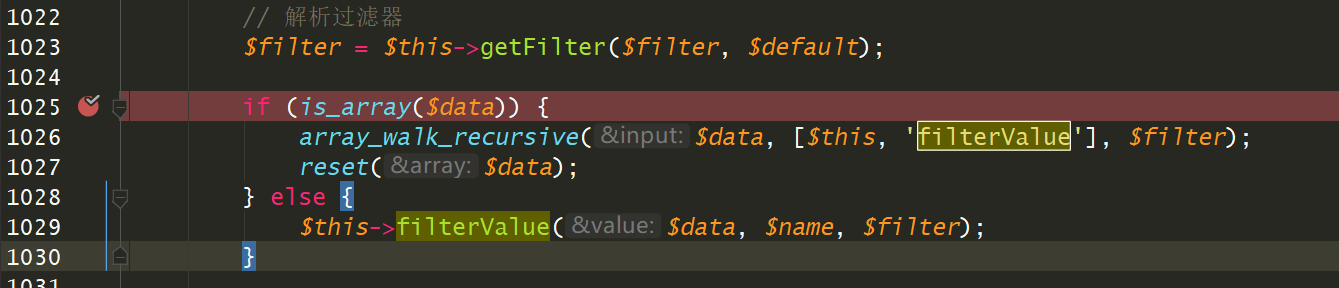 1022 // 解析过滤器
1023 $filter = $this->getFilter($filter, $default);
1024
1025 if (is_array($data)) {
1026 array_walk_recursive(&input: $data, [$this, 'filterValue'], $filter);
1027 reset(&array: $data);
1028 } else {
1029 $this->filterValue(&value: $data, $name, $filter);
1030 }
1031